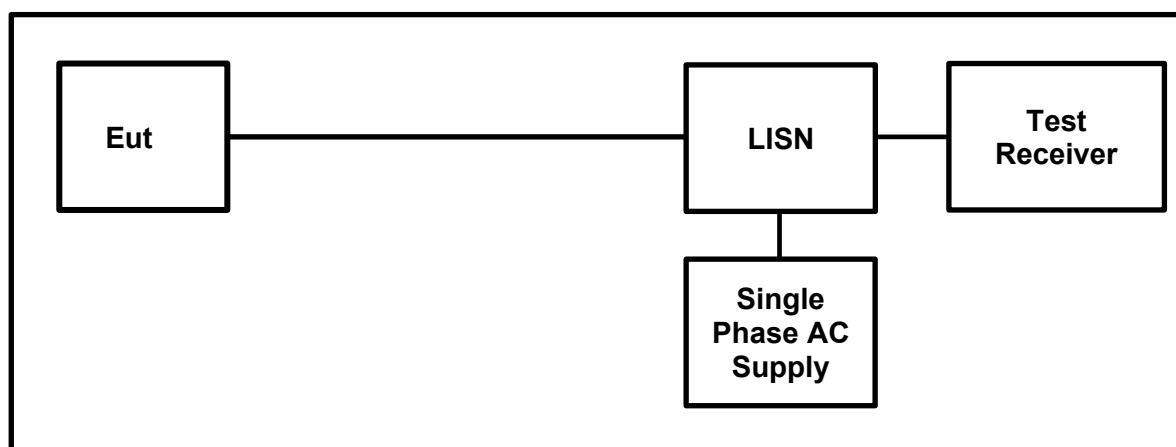 Eut
LISN
Test
Receiver
Single
Phase AC
Supply